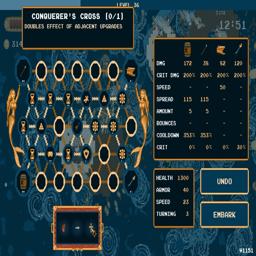 LEVEL 36
CONQUERER'S CROSS [0/1]
DOUBLES EFFECT OF ADJACENT UPGRADES
12:51
DMG 172 38 62 120
CRIT DMG 200% 200% 200% 200%
SPEED - - 50 -
SPREAD 115 115 - -
AMOUNT 5 5 - -
BOUNCES - - - -
COOLDOWN 353% 353% - -
CRIT 0% 0% 0% 30%
HEALTH 1300
ARMOR 40
SPEED 23
TURNING 3
UNDO
EMBARK